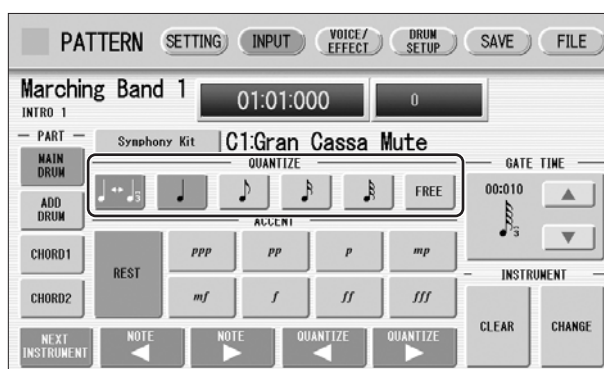 PATTERN SETTING INPUT VOICE/ EFFECT DRUM SETUP SAVE FILE
Marching Band 1 01:01:000 0
INTRO 1
PART Symphony Kit C1:Gran Cassa Mute
MAIN DRUM
QUANTIZE
3 FREE
GATE TIME
00:010
3
ADD DRUM
ACCENT
CHORD1 REST ppp pp p mp
CHORD2 mf f ff fff
INSTRUMENT
CLEAR CHANGE
NEXT INSTRUMENT NOTE NOTE QUANTIZE QUANTIZE